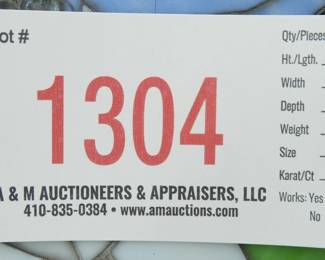 ot #
1304
A & M AUCTIONEERS & APPRAISERS, LLC
410-835-0384 • www.amauctions.com
Qty/Pieces
Ht./Lgth.
Width
Depth
Weight
Size
Karat/Ct
Works: Yes
No